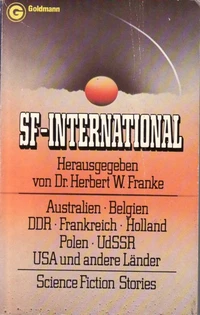 G Goldmann
SF-INTERNATIONAL
Herausgegeben
von Dr. Herbert W. Franke
Australien · Belgien
DDR · Frankreich · Holland
Polen · UdSSR
USA und andere Länder
Science Fiction Stories